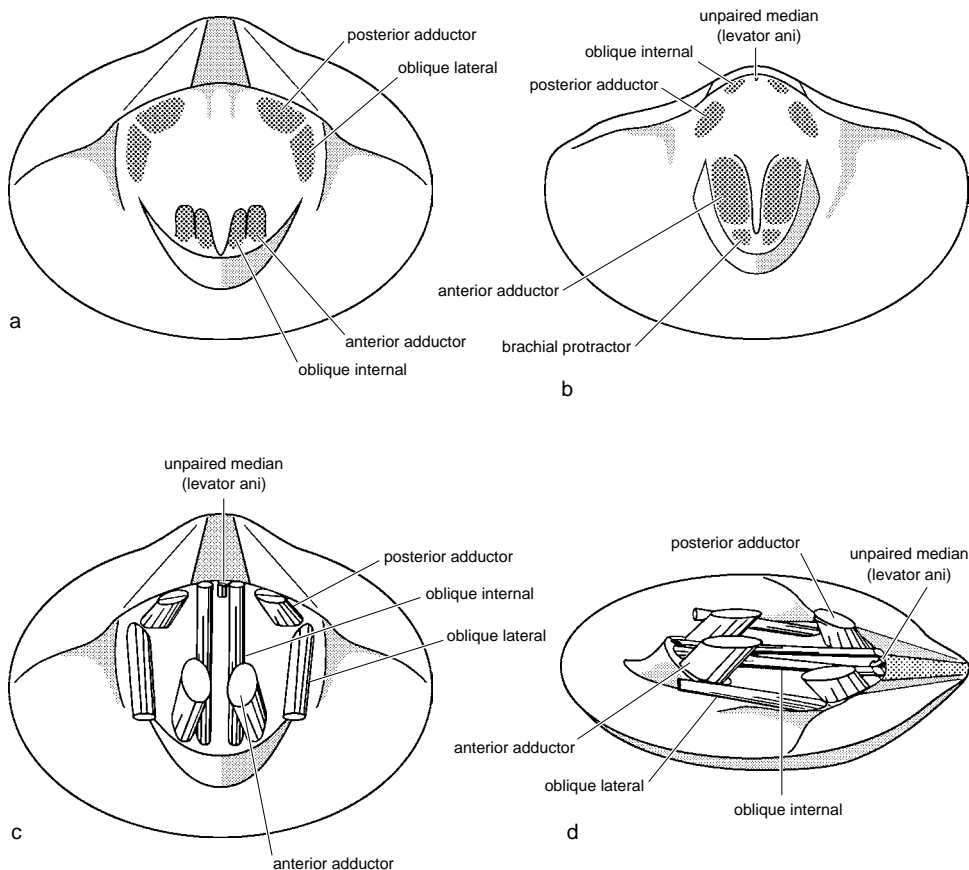 posterior adductor
oblique lateral
anterior adductor
oblique internal
a
unpaired median
(levator ani)
oblique internal
posterior adductor
anterior adductor
brachial protractor
b
unpaired median
(levator ani)
posterior adductor
oblique internal
oblique lateral
anterior adductor
c
posterior adductor
unpaired median
(levator ani)
anterior adductor
oblique lateral
oblique internal
d